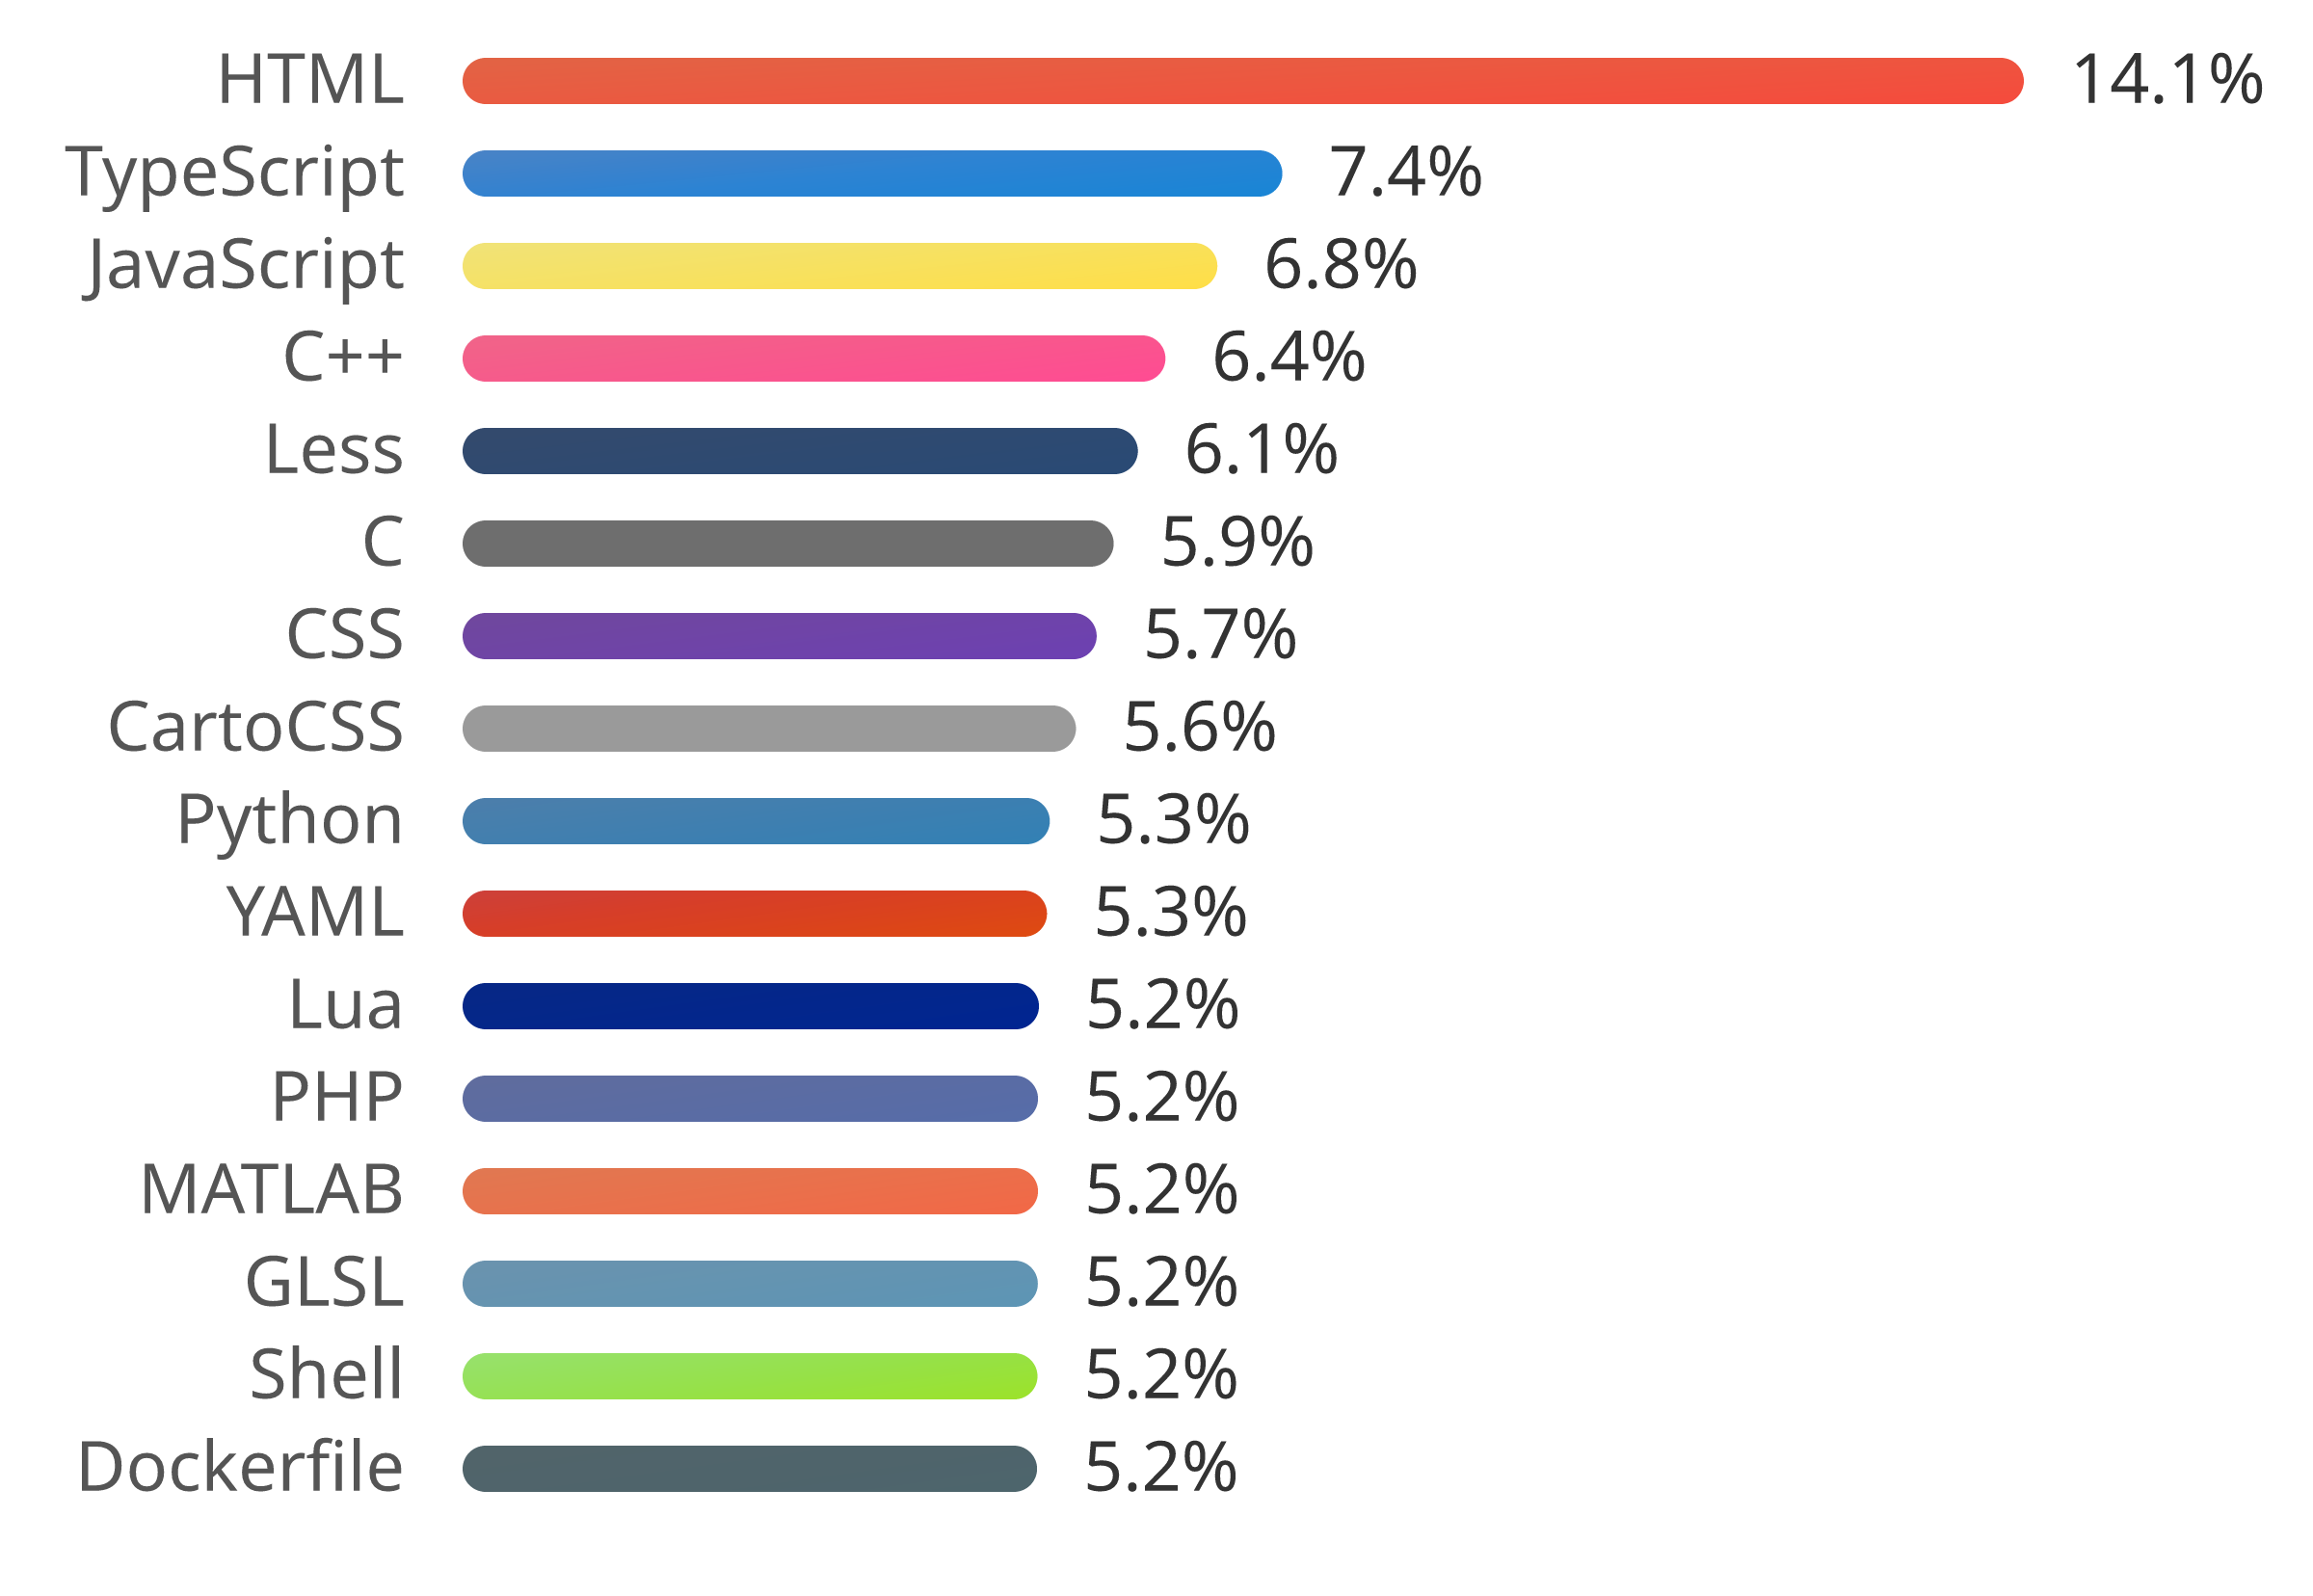 HTML 14.1%
TypeScript 7.4%
JavaScript 6.8%
C++ 6.4%
Less 6.1%
C 5.9%
CSS 5.7%
CartoCSS 5.6%
Python 5.3%
YAML 5.3%
Lua 5.2%
PHP 5.2%
MATLAB 5.2%
GLSL 5.2%
Shell 5.2%
Dockerfile 5.2%